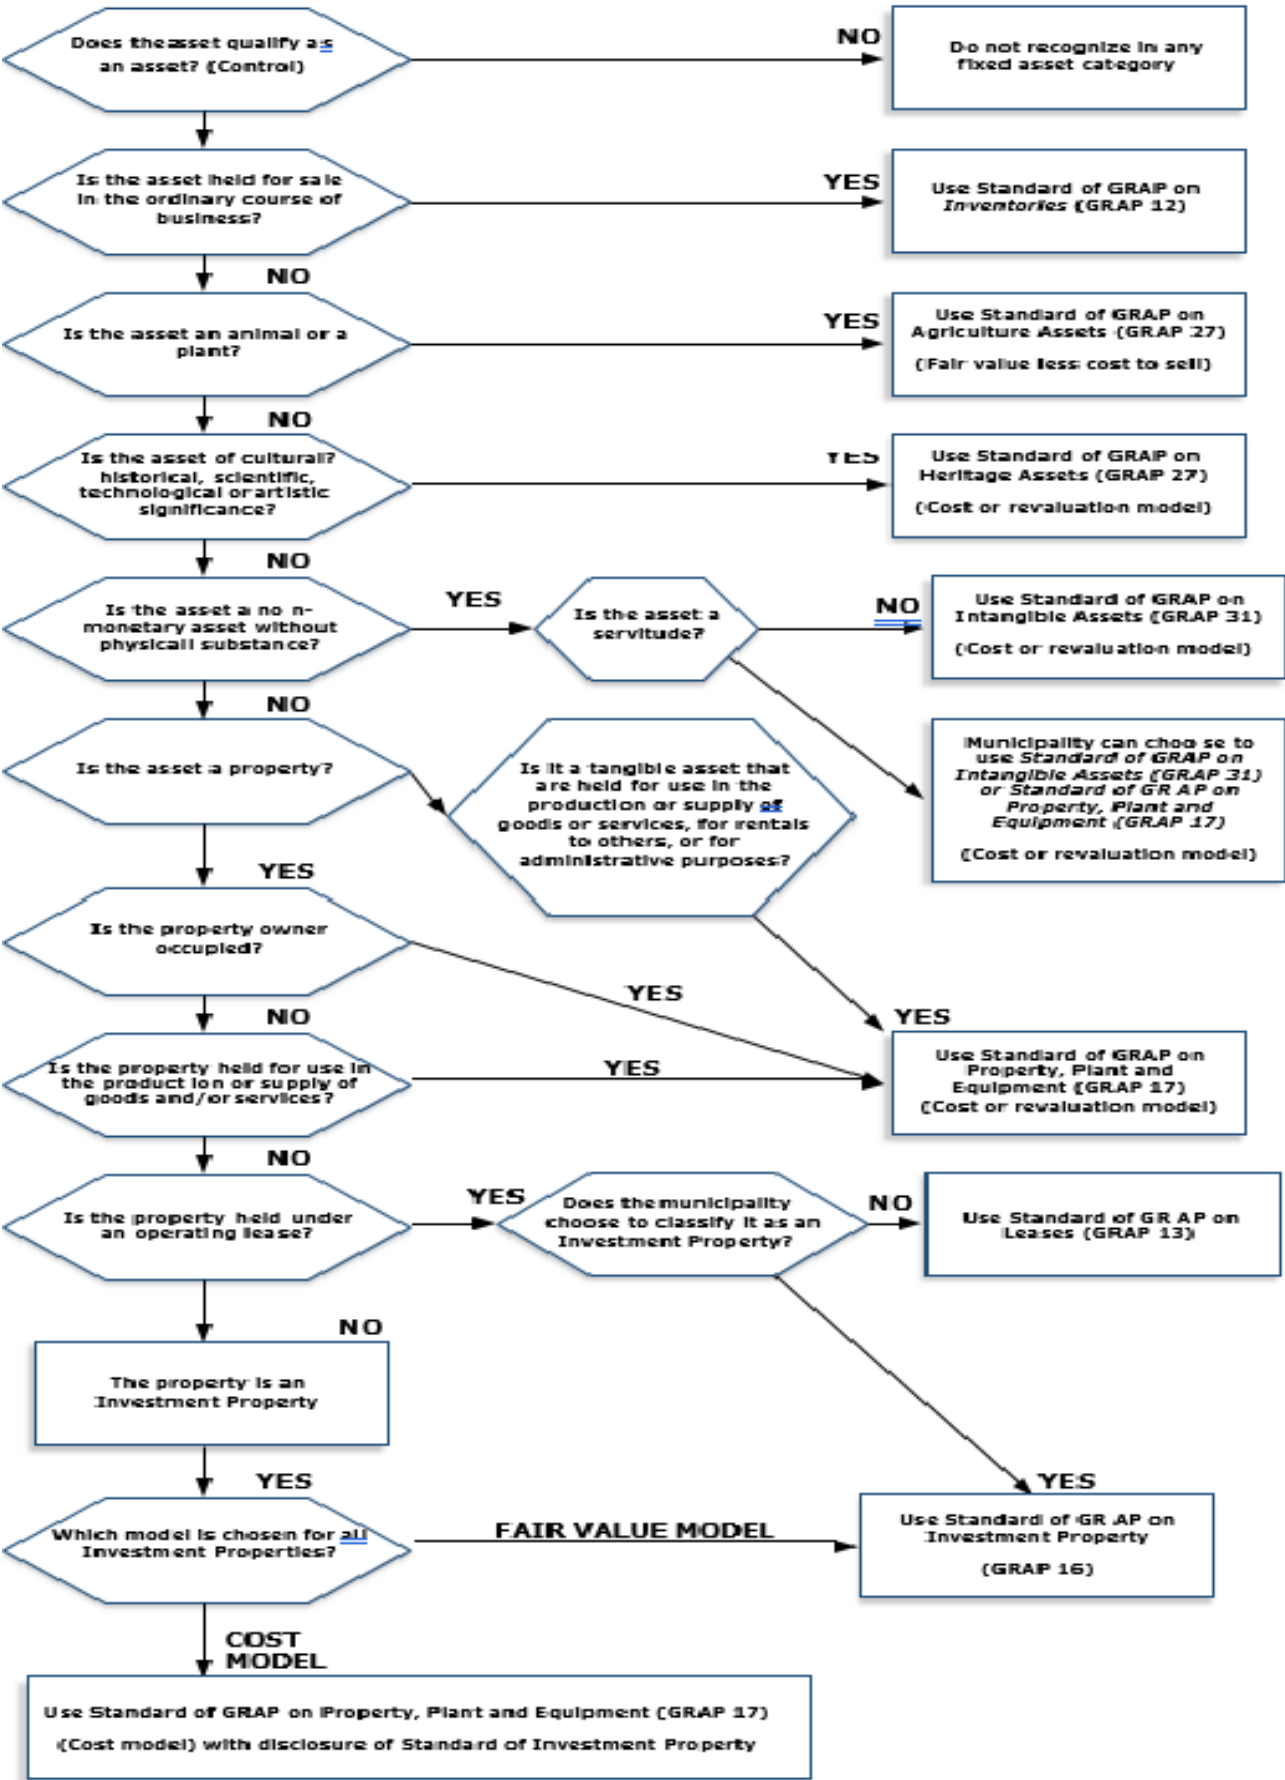 Does the asset qualify as
an asset? (Control)
NO
Do not recognize in any
fixed asset category
Is the asset held for sale
in the ordinary course of
business?
YES
Use Standard of GRAP on
Inventories (GRAP 12)
NO
Is the asset an animal or a
plant?
YES
Use Standard of GRAP on
Agriculture Assets (GRAP 27)
(Fair value less cost to sell)
NO
Is the asset of cultural?
historical, scientific,
technological or artistic
significance?
YES
Use Standard of GRAP on
Heritage Assets (GRAP 27)
(Cost or revaluation model)
NO
Is the asset a no n-
monetary asset without
physical substance?
YES
Is the asset a
servitude?
NO
Use Standard of GRAP on
Intangible Assets (GRAP 31)
(Cost or revaluation model)
NO
Is the asset a property?
Is it a tangible asset that
are held for use in the
production or supply of
goods or services, for rentals
to others, or for
administrative purposes?
Municipality can choose to
use Standard of GRAP on
Intangible Assets (GRAP 31)
or Standard of GR AP on
Property, Plant and
Equipment (GRAP 17)
(Cost or revaluation model)
YES
Is the property owner
occupied?
YES
NO
YES
Is the property held for use in
the product ion or supply of
goods and/or services?
YES
Use Standard of GRAP on
Property, Plant and
Equipment (GRAP 17)
(Cost or revaluation model)
NO
Is the property held under
an operating lease?
YES
Does the municipality
choose to classify it as an
Investment Property?
NO
Use Standard of GR AP on
Leases (GRAP 13)
NO
The property is an
Investment Property
YES
YES
Which model is chosen for all
Investment Properties?
FAIR VALUE MODEL
Use Standard of GR AP on
Investment Property
(GRAP 16)
COST
MODEL
Use Standard of GRAP on Property, Plant and Equipment (GRAP 17)
(Cost model) with disclosure of Standard of Investment Property